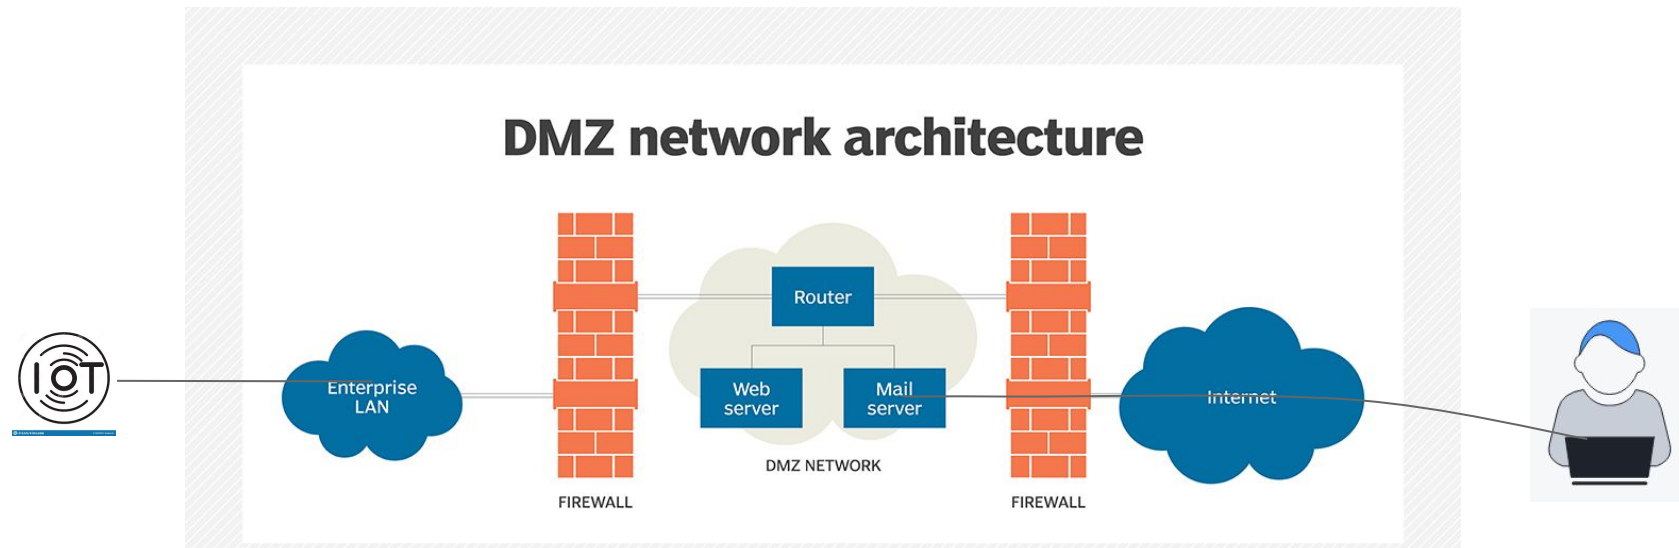 DMZ network architecture
IOT
Enterprise
LAN
Router
Web
server
Mail
server
Internet
DMZ NETWORK
FIREWALL
FIREWALL